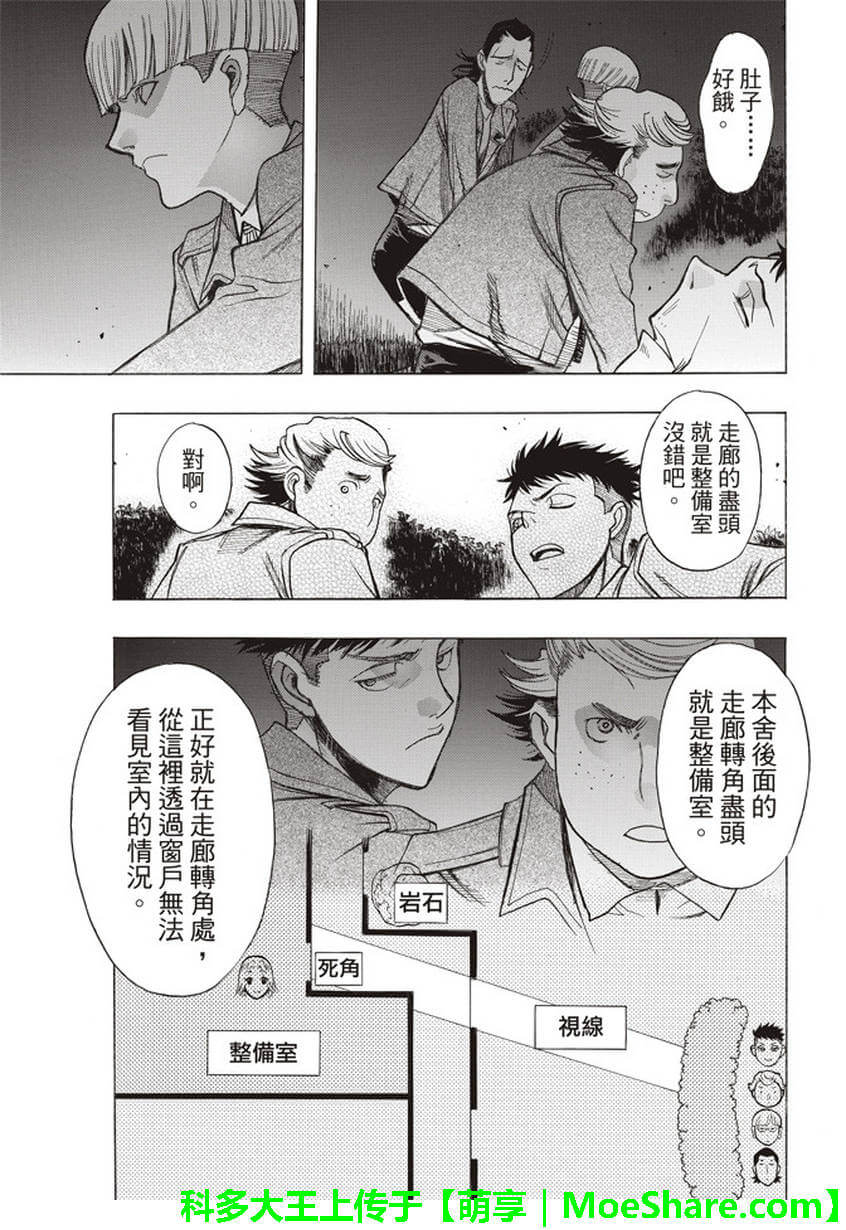 肚子……
好餓。
走廊的盡頭
就是整備室
沒錯吧。
對啊。
本舍後面的
走廊轉角盡頭
就是整備室。
正好就在走廊轉角處，
從這裡透過窗戶無法
看見室內的情況。
岩石
死角
視線
整備室
科多大王上传于【萌享｜MoeShare.com】